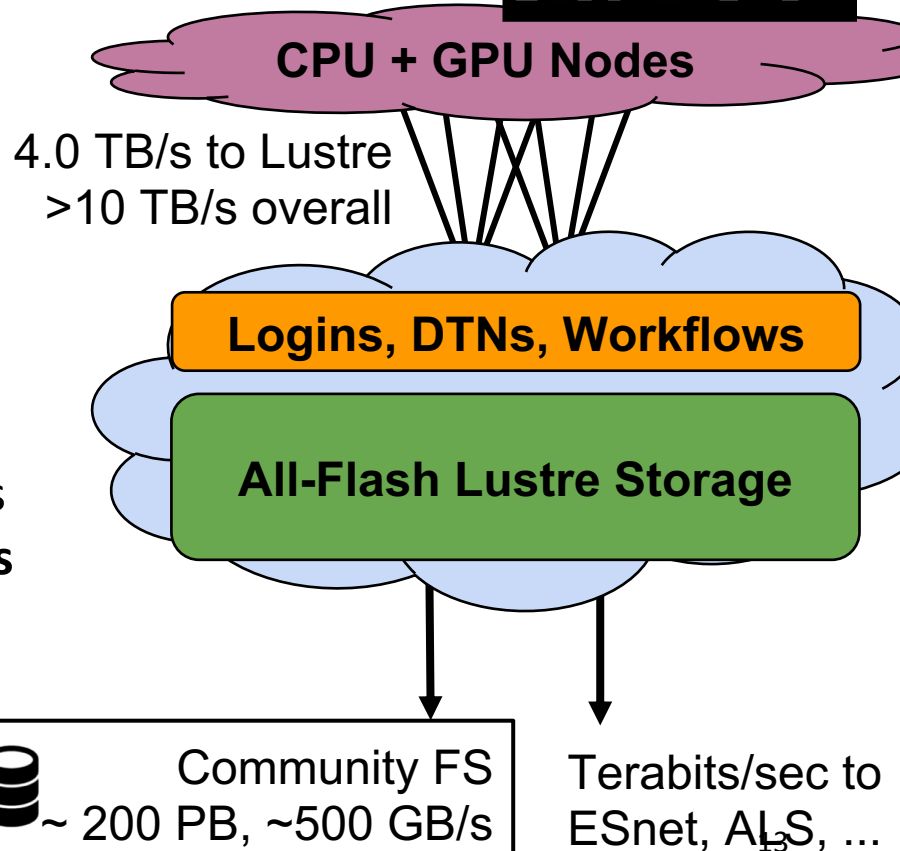 CPU + GPU Nodes
4.0 TB/s to Lustre
>10 TB/s overall
Logins, DTNs, Workflows
All-Flash Lustre Storage
s
s
Community FS
~ 200 PB, ~500 GB/s
Terabits/sec to
ESnet, ALS, ...
13